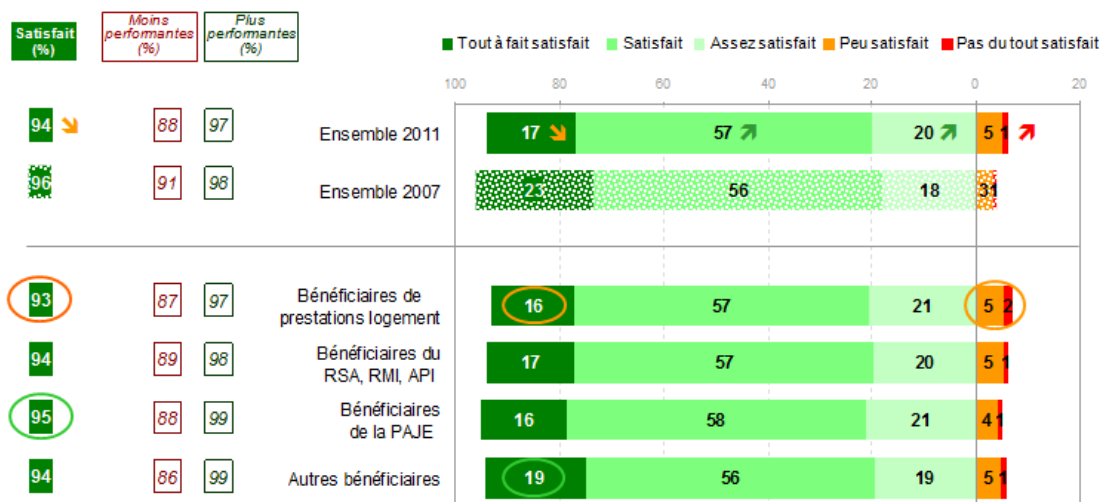 Satisfait
(%)
Moins
performantes
(%)
Plus
performantes
(%)
Tout à fait satisfait Satisfait Assez satisfait Peu satisfait Pas du tout satisfait
100 80 60 40 20 0 20
94 88 97 Ensemble 2011 17 57 20 5 1
96 91 98 Ensemble 2007 23 56 18 3 1
93 87 97 Bénéficiaires de
prestations logement 16 57 21 5 2
94 89 98 Bénéficiaires du
RSA, RMI, API 17 57 20 5 1
95 88 99 Bénéficiaires
de la PAJE 16 58 21 4 1
94 86 99 Autres bénéficiaires 19 56 19 5 1